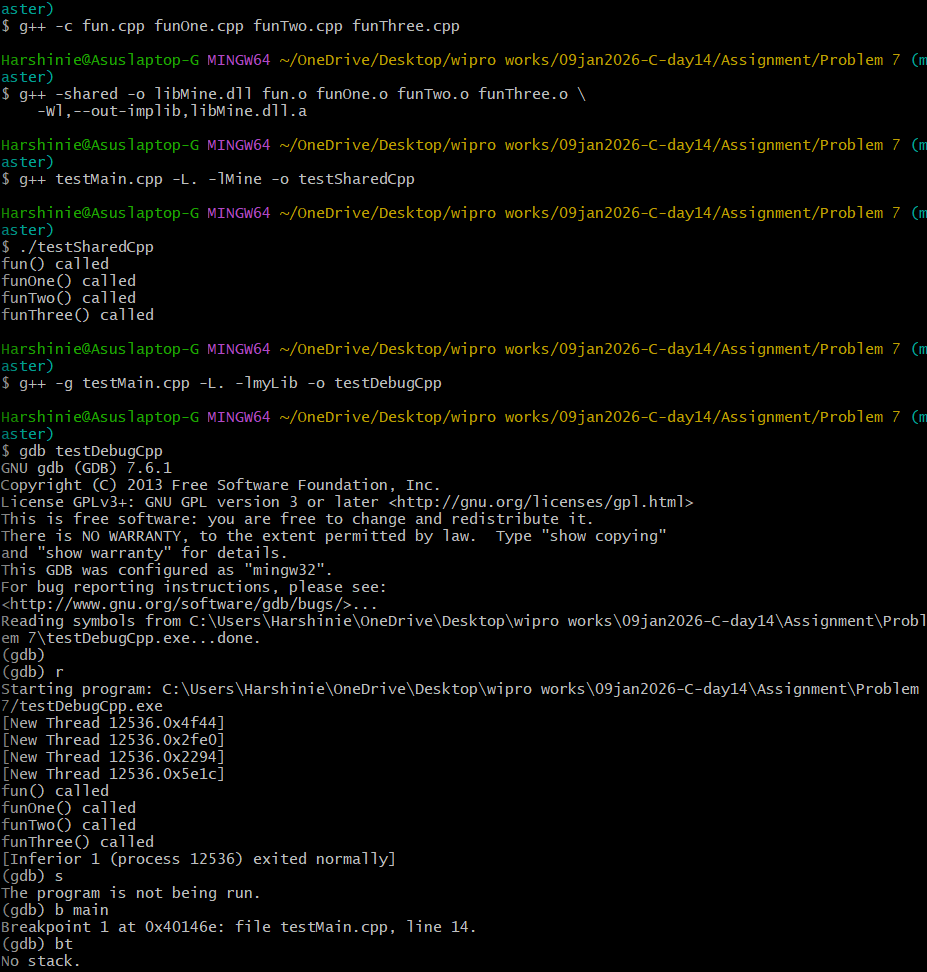 aster)
$ g++ -c fun.cpp funOne.cpp funTwo.cpp funThree.cpp
Harshinie@Asuslaptop-G MINGW64 ~/OneDrive/Desktop/wipro works/09jan2026-C-day14/Assignment/Problem 7 (m
aster)
$ g++ -shared -o libMine.dll fun.o funOne.o funTwo.o funThree.o \
    -Wl,--out-implib,libMine.dll.a
Harshinie@Asuslaptop-G MINGW64 ~/OneDrive/Desktop/wipro works/09jan2026-C-day14/Assignment/Problem 7 (m
aster)
$ g++ testMain.cpp -L. -lMine -o testSharedCpp
Harshinie@Asuslaptop-G MINGW64 ~/OneDrive/Desktop/wipro works/09jan2026-C-day14/Assignment/Problem 7 (m
aster)
$ ./testSharedCpp
fun() called
funOne() called
funTwo() called
funThree() called
Harshinie@Asuslaptop-G MINGW64 ~/OneDrive/Desktop/wipro works/09jan2026-C-day14/Assignment/Problem 7 (m
aster)
$ g++ -g testMain.cpp -L. -lmyLib -o testDebugCpp
Harshinie@Asuslaptop-G MINGW64 ~/OneDrive/Desktop/wipro works/09jan2026-C-day14/Assignment/Problem 7 (m
aster)
$ gdb testDebugCpp
GNU gdb (GDB) 7.6.1
Copyright (C) 2013 Free Software Foundation, Inc.
License GPLv3+: GNU GPL version 3 or later <http://gnu.org/licenses/gpl.html>
This is free software: you are free to change and redistribute it.
There is NO WARRANTY, to the extent permitted by law.  Type "show copying"
and "show warranty" for details.
This GDB was configured as "mingw32".
For bug reporting instructions, please see:
<http://www.gnu.org/software/gdb/bugs/>...
Reading symbols from C:\Users\Harshinie\OneDrive\Desktop\wipro works\09jan2026-C-day14\Assignment\Probl
em 7\testDebugCpp.exe...done.
(gdb)
(gdb) r
Starting program: C:\Users\Harshinie\OneDrive\Desktop\wipro works\09jan2026-C-day14\Assignment\Problem
7/testDebugCpp.exe
[New Thread 12536.0x4f44]
[New Thread 12536.0x2fe0]
[New Thread 12536.0x2294]
[New Thread 12536.0x5e1c]
fun() called
funOne() called
funTwo() called
funThree() called
[Inferior 1 (process 12536) exited normally]
(gdb) s
The program is not being run.
(gdb) b main
Breakpoint 1 at 0x40146e: file testMain.cpp, line 14.
(gdb) bt
No stack.